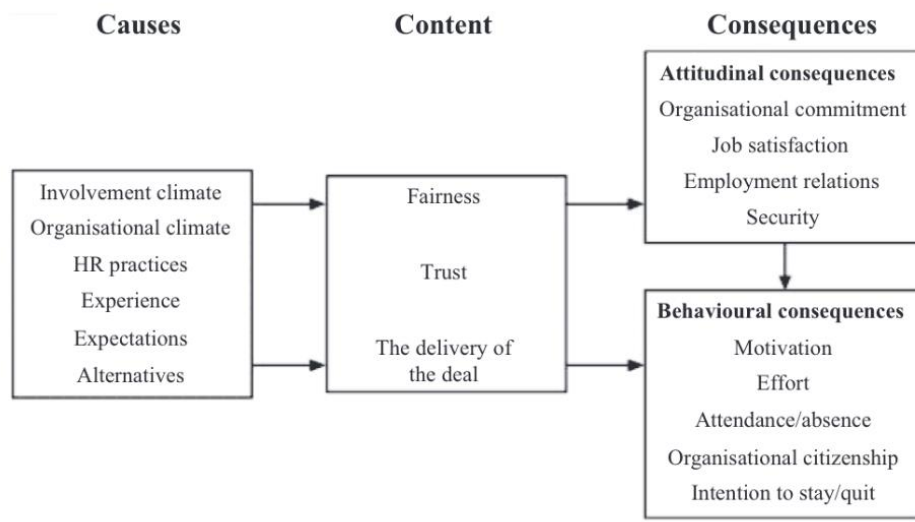 Causes
Content
Consequences
Involvement climate
Organisational climate
HR practices
Experience
Expectations
Alternatives
Fairness
Trust
The delivery of
the deal
Attitudinal consequences
Organisational commitment
Job satisfaction
Employment relations
Security
Behavioural consequences
Motivation
Effort
Attendance/absence
Organisational citizenship
Intention to stay/quit